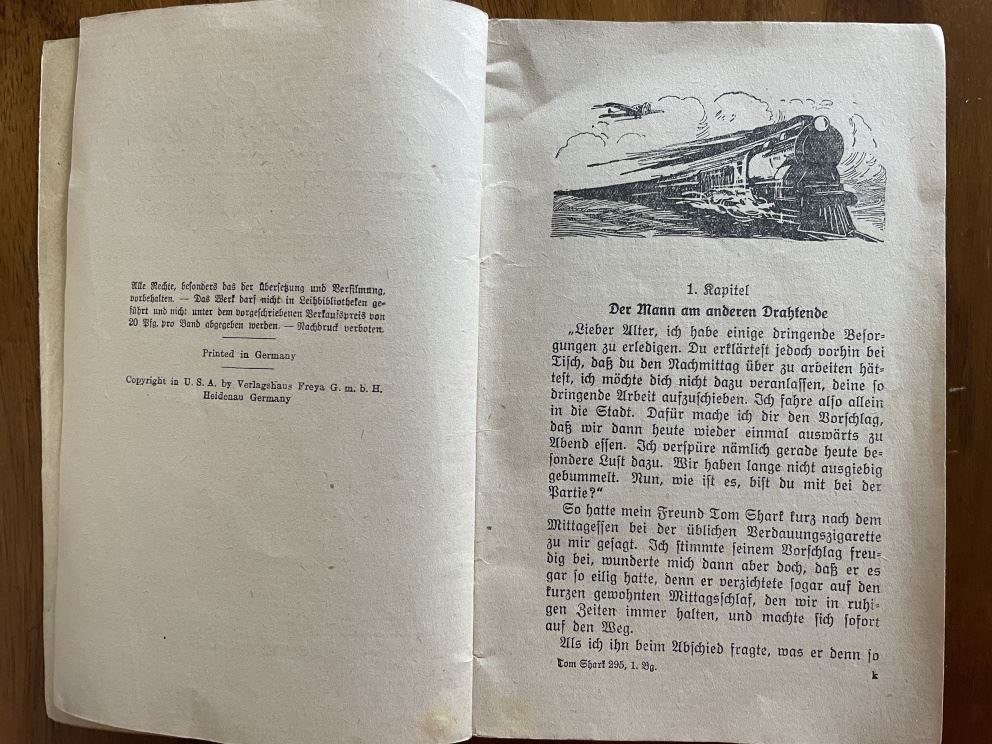 Alle Rechte, besonders das der Übersetzung und Verfilmung,
vorbehalten. — Das Werk darf nicht in Leihbibliotheken ge-
führt und nicht unter dem vorgeschriebenen Verkaufspreis von
20 Pfg. pro Band abgegeben werden. — Nachdruck verboten.
Printed in Germany
Copyright in U. S. A. by Verlagshaus Freya G. m. b. H.
Heidenau Germany
1. Kapitel
Der Mann am anderen Drahtende
„Lieber Alter, ich habe einige dringende Besor-
gungen zu erledigen. Du erklärtest jedoch vorhin bei
Tisch, daß du den Nachmittag über zu arbeiten hät-
test, ich möchte dich nicht dazu veranlassen, deine so
dringende Arbeit aufzuschieben. Ich fahre also allein
in die Stadt. Dafür mache ich dir den Vorschlag,
daß wir dann heute wieder einmal auswärts zu
Abend essen. Ich verspüre nämlich gerade heute be-
sondere Lust dazu. Wir haben lange nicht ausgiebig
gebummelt. Nun, wie ist es, bist du mit bei der
Partie?“
So hatte mein Freund Tom Shark kurz nach dem
Mittagessen bei der üblichen Verdauungszigarette
zu mir gesagt. Ich stimmte seinem Vorschlag freu-
dig bei, wunderte mich dann aber doch, daß er es
gar so eilig hatte, denn er verzichtete sogar auf den
kurzen gewohnten Mittagsschlaf, den wir in ruhi-
gen Zeiten immer halten, und machte sich sofort
auf den Weg.
Als ich ihn beim Abschied fragte, was er denn so
Tom Shark 295, 1. Bg.
k